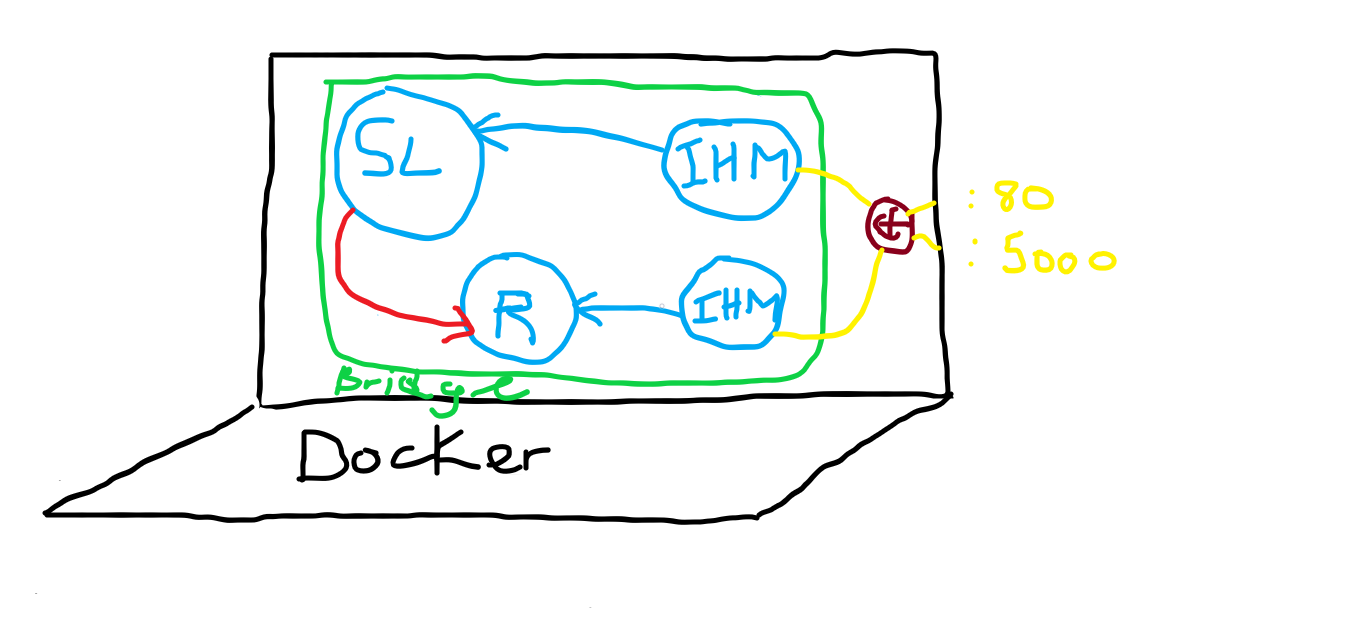 SL
IHM
:80
:5000
R
IHM
Bridge
Docker